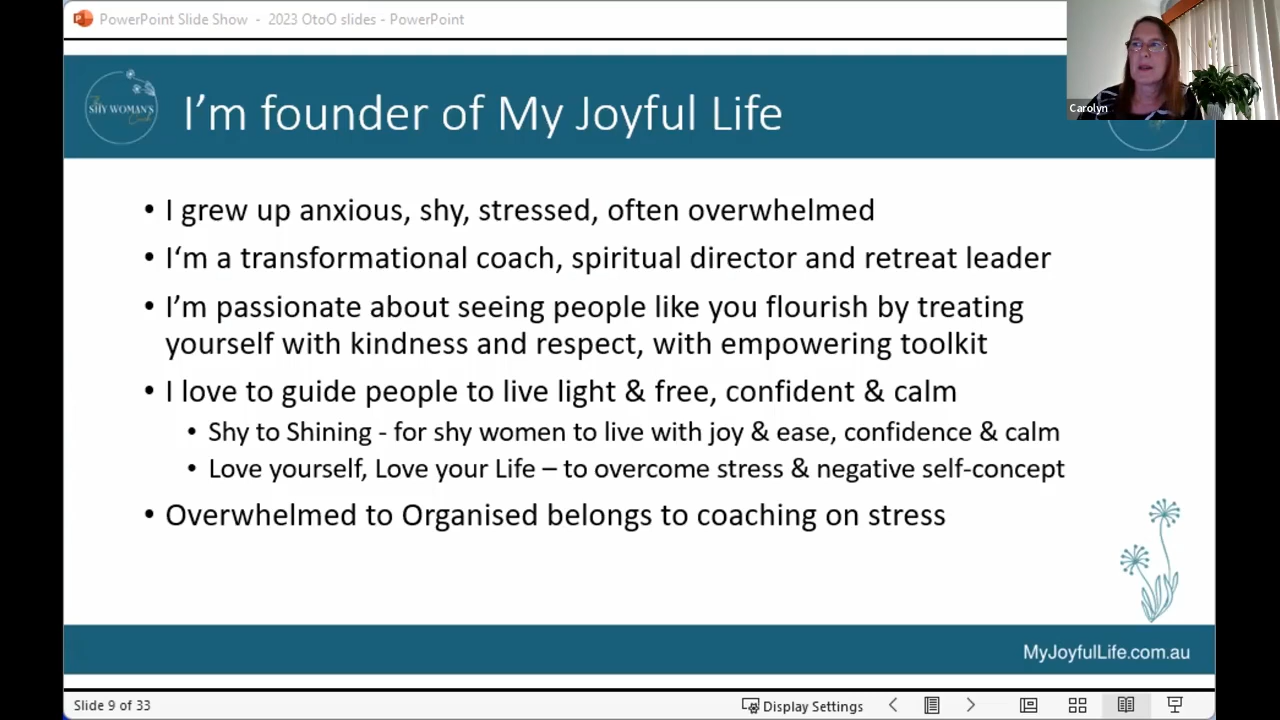 PowerPoint Slide Show - 2023 OtoO slides - PowerPoint
Carolyn
SHY WOMAN'S
Coach
I'm founder of My Joyful Life
• I grew up anxious, shy, stressed, often overwhelmed
• I‘m a transformational coach, spiritual director and retreat leader
• I’m passionate about seeing people like you flourish by treating
yourself with kindness and respect, with empowering toolkit
• I love to guide people to live light & free, confident & calm
• Shy to Shining - for shy women to live with joy & ease, confidence & calm
• Love yourself, Love your Life – to overcome stress & negative self-concept
• Overwhelmed to Organised belongs to coaching on stress
MyJoyfulLife.com.au
Slide 9 of 33
Display Settings